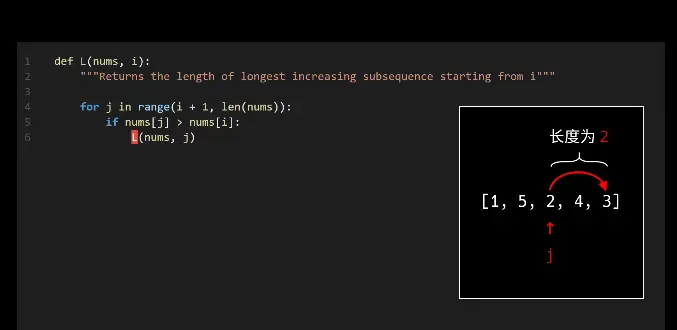 1 def L(nums, i):
2 """Returns the length of longest increasing subsequence starting from i"""
3
4 for j in range(i + 1, len(nums)):
5 if nums[j] > nums[i]:
6 L(nums, j)
长度为 2
[1, 5, 2, 4, 3]
j